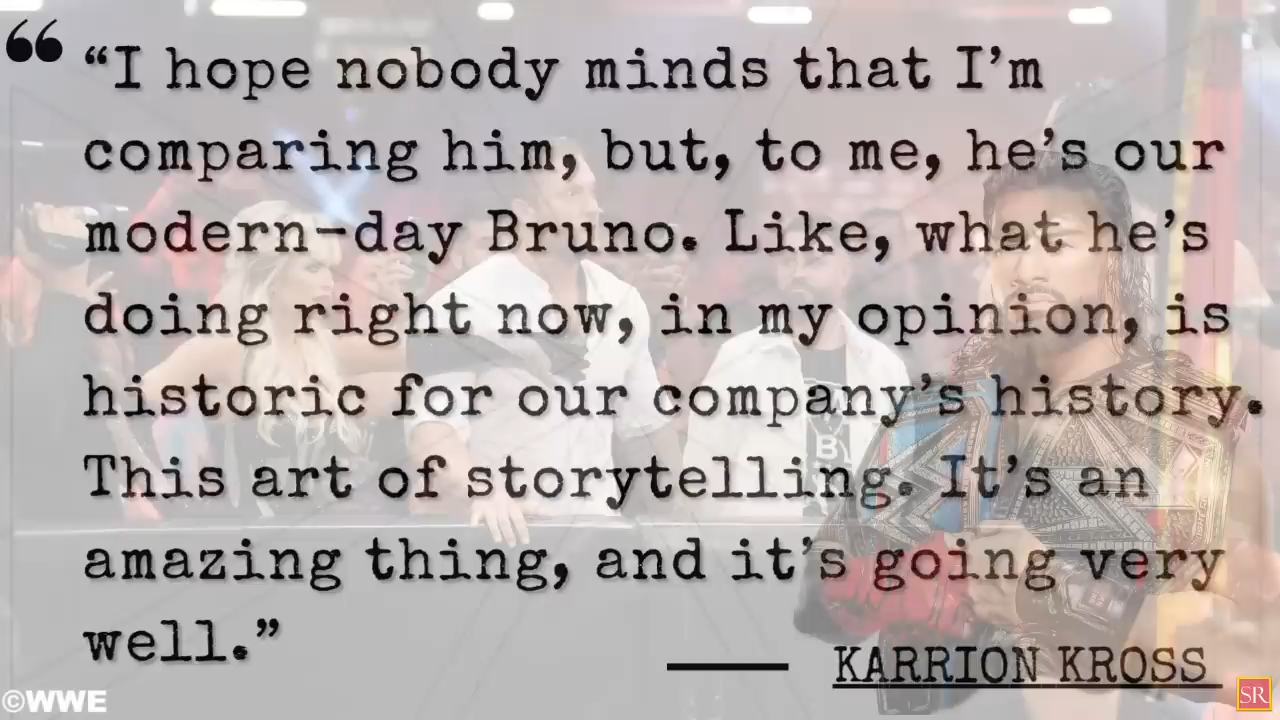 “
“I hope nobody minds that I’m
comparing him, but, to me, he’s our
modern-day Bruno. Like, what he’s
doing right now, in my opinion, is
historic for our company’s history.
This art of storytelling. It’s an
amazing thing, and it’s going very
well.”
KARRION KROSS
©WWE
SR